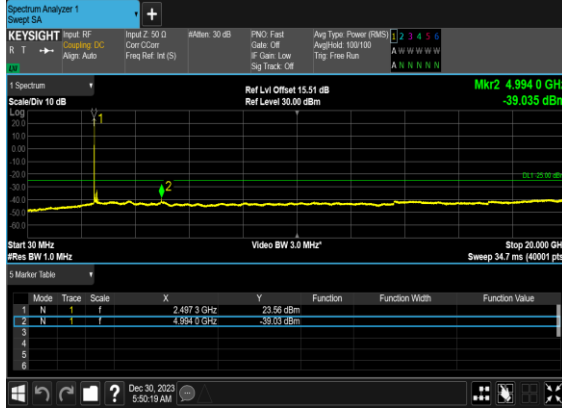 Spectrum Analyzer 1
Swept SA
+
KEYSIGHT Input: RF Input Z: 50 Ω #Atten: 30 dB PNO: Fast Avg Type: Power (RMS) 1 2 3 4 5 6
R T Coupling: DC Corr CCorr Gate: Off Avg|Hold: 100/100 A W W W W W
Align: Auto Freq Ref: Int (S) IF Gain: Low Trig: Free Run
LXI Sig Track: Off A N N N N N
1 Spectrum Ref Lvl Offset 15.51 dB Mkr2 4.994 0 GHz
Scale/Div 10 dB Ref Level 30.00 dBm -39.035 dBm
Log
20.0
10.0
0.00
-10.0
-20.0 DL1 -25.00 dBm
-30.0
-40.0
-50.0
-60.0
1
2
Start 30 MHz Video BW 3.0 MHz* Stop 20.000 GHz
#Res BW 1.0 MHz Sweep 34.7 ms (40001 pts)
5 Marker Table
Mode Trace Scale X Y Function Function Width Function Value
1 N 1 f 2.497 3 GHz 23.56 dBm
2 N 1 f 4.994 0 GHz -39.03 dBm
3
4
5
6
? Dec 30, 2023
5:50:19 AM